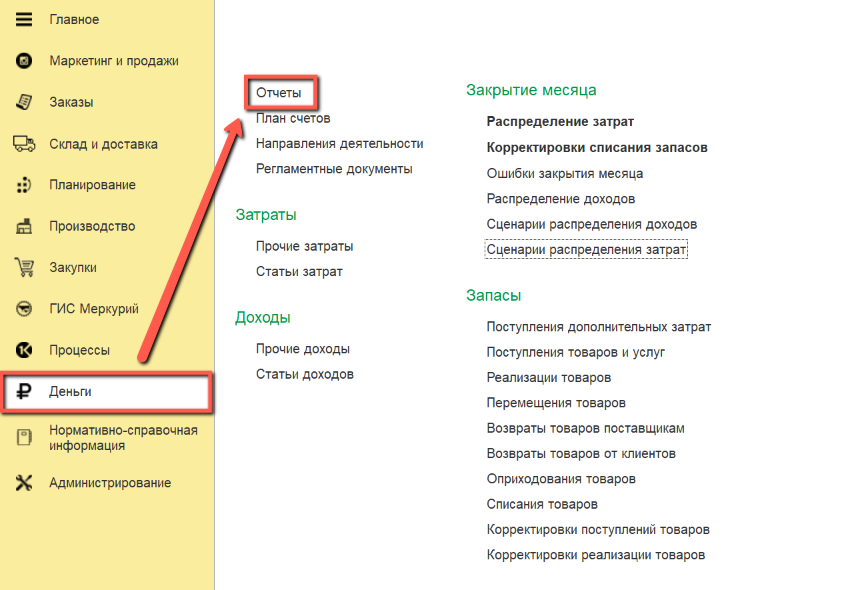 Главное
Маркетинг и продажи
Заказы
Склад и доставка
Планирование
Производство
Закупки
ГИС Меркурий
Процессы
Деньги
Нормативно-справочная
информация
Администрирование
Отчеты
План счетов
Направления деятельности
Регламентные документы
Затраты
Прочие затраты
Статьи затрат
Доходы
Прочие доходы
Статьи доходов
Закрытие месяца
Распределение затрат
Корректировки списания запасов
Ошибки закрытия месяца
Распределение доходов
Сценарии распределения доходов
Сценарии распределения затрат
Запасы
Поступления дополнительных затрат
Поступления товаров и услуг
Реализации товаров
Перемещения товаров
Возвраты товаров поставщикам
Возвраты товаров от клиентов
Оприходования товаров
Списания товаров
Корректировки поступлений товаров
Корректировки реализации товаров